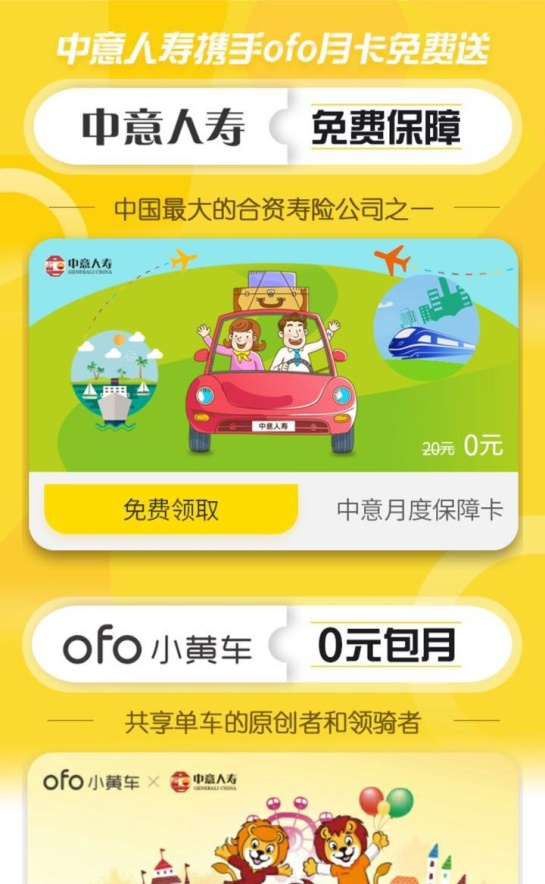 中意人寿携手ofo月卡免费送
中意人寿 免费保障
中国最大的合资寿险公司之一
中意人寿
GENERALI CHINA
中意人寿
20元 0元
免费领取 中意月度保障卡
ofo小黄车 0元包月
共享单车的原创者和领骑者
ofo小黄车 × 中意人寿
GENERALI CHINA